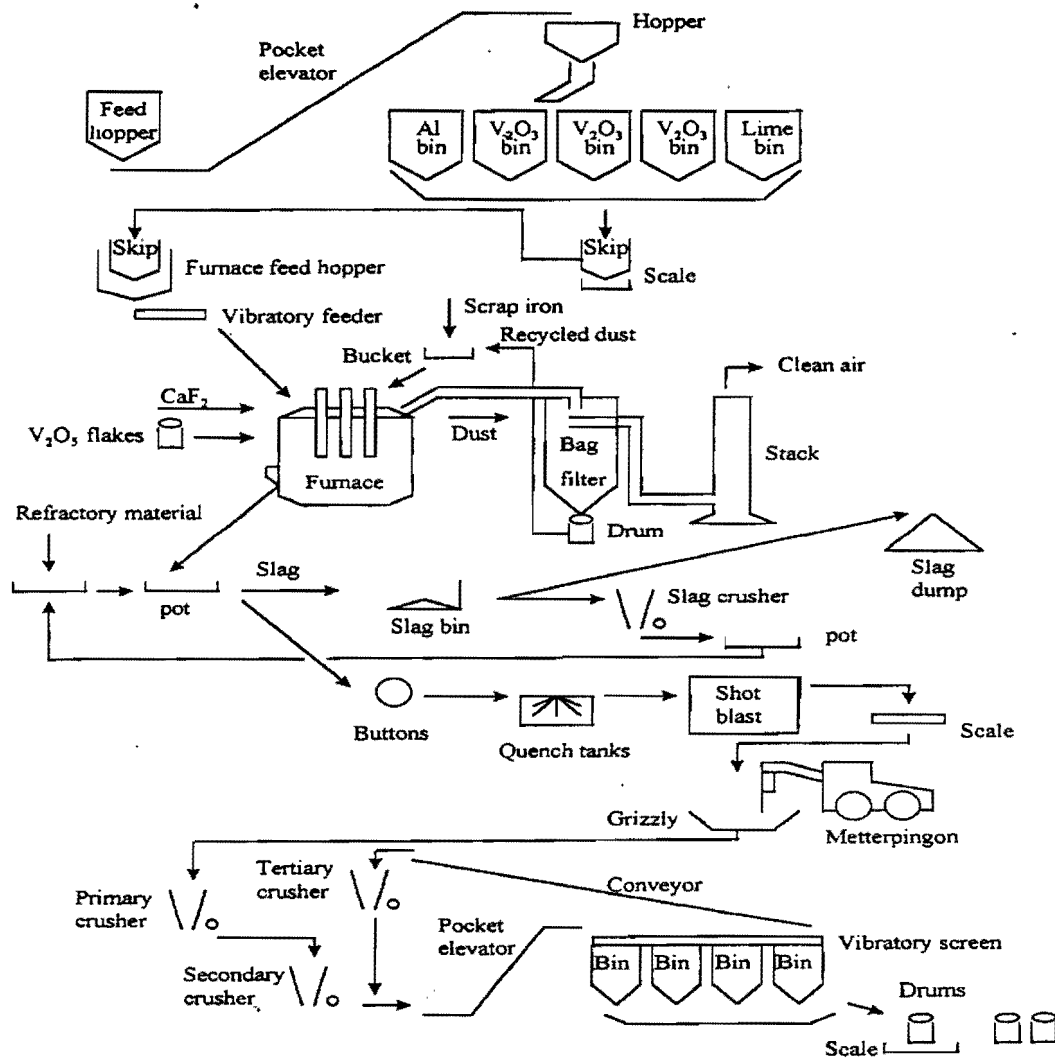 Hopper
Pocket
elevator
Feed
hopper
Al
bin
V₂O₃
bin
V₂O₃
bin
V₂O₃
bin
Lime
bin
Skip
Skip
Furnace feed hopper
Scale
Vibratory feeder
Scrap iron
Recycled dust
Bucket
Clean air
CaF₂
V₂O₅ flakes
Dust
Bag
filter
Stack
Furnace
Refractory material
Drum
Slag
Slag
dump
pot
Slag bin
Slag crusher
pot
Buttons
Quench tanks
Shot
blast
Scale
Grizzly
Metterpingon
Primary
crusher
Tertiary
crusher
Conveyor
Pocket
elevator
Vibratory screen
Bin
Bin
Bin
Bin
Secondary
crusher
Drums
Scale